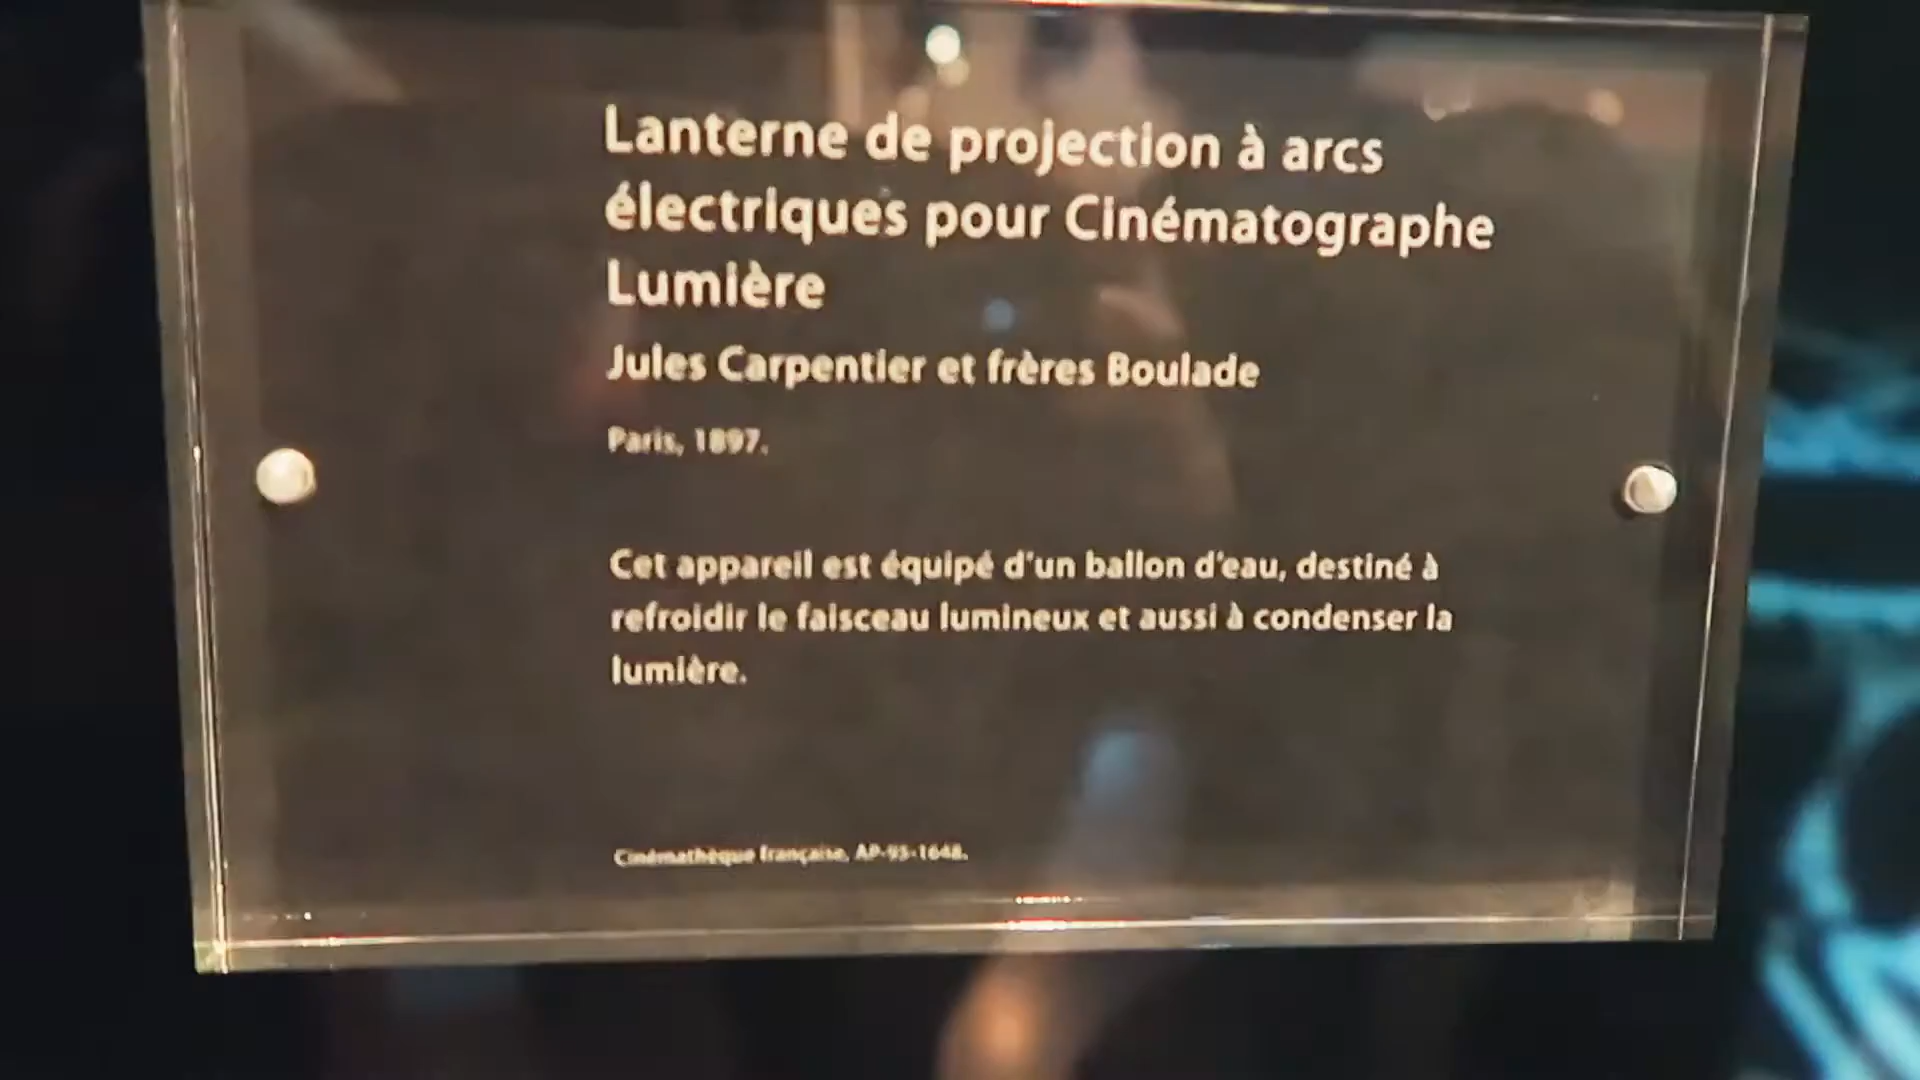 Lanterne de projection à arcs
électriques pour Cinématographe
Lumière
Jules Carpentier et frères Boulade
Paris, 1897.
Cet appareil est équipé d'un ballon d'eau, destiné à
refroidir le faisceau lumineux et aussi à condenser la
lumière.
Cinémathèque française, AP-95-1648.